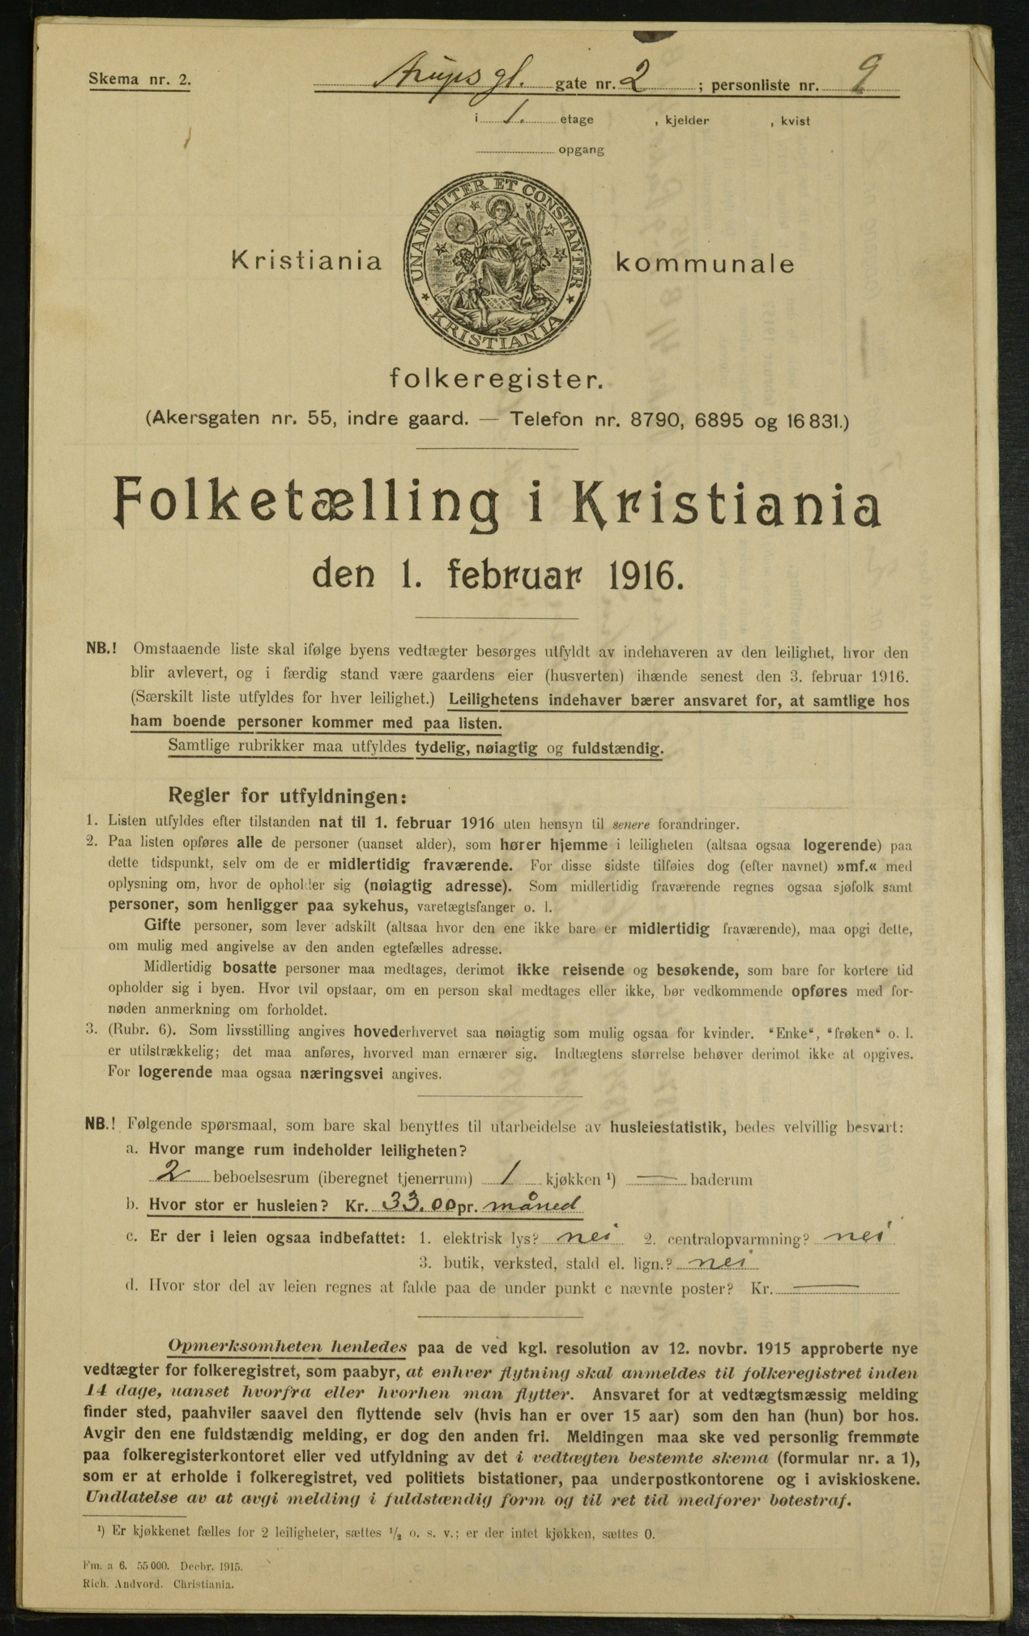 Skema nr. 2.
Arups gt. gate nr. 2 ; personliste nr. 9
i 1. etage , kjelder , kvist
opgang
UNANIMITER ET CONSTANTER
KRISTIANIA
Kristiania kommunale
folkeregister.
(Akersgaten nr. 55, indre gaard. — Telefon nr. 8790, 6895 og 16831.)
Folketælling i Kristiania
den 1. februar 1916.
NB.! Omstaaende liste skal ifølge byens vedtægter besørges utfyldt av indehaveren av den leilighet, hvor den
blir avlevert, og i færdig stand være gaardens eier (husverten) ihænde senest den 3. februar 1916.
(Særskilt liste utfyldes for hver leilighet.) Leilighetens indehaver bærer ansvaret for, at samtlige hos
ham boende personer kommer med paa listen.
Samtlige rubrikker maa utfyldes tydelig, nøiagtig og fuldstændig.
Regler for utfyldningen:
1. Listen utfyldes efter tilstanden nat til 1. februar 1916 uten hensyn til senere forandringer.
2. Paa listen opføres alle de personer (uanset alder), som hører hjemme i leiligheten (altsaa ogsaa logerende) paa
dette tidspunkt, selv om de er midlertidig fraværende. For disse sidste tilføies dog (efter navnet) »mf.« med
oplysning om, hvor de opholder sig (nøiagtig adresse). Som midlertidig fraværende regnes ogsaa sjøfolk samt
personer, som henligger paa sykehus, varetægtsfanger o. l.
Gifte personer, som lever adskilt (altsaa hvor den ene ikke bare er midlertidig fraværende), maa opgi dette,
om mulig med angivelse av den anden egtefælles adresse.
Midlertidig bosatte personer maa medtages, derimot ikke reisende og besøkende, som bare for kortere tid
opholder sig i byen. Hvor tvil opstaar, om en person skal medtages eller ikke, bør vedkommende opføres med for-
nøden anmerkning om forholdet.
3. (Rubr. 6). Som livsstilling angives hovederhvervet saa nøiagtig som mulig ogsaa for kvinder. "Enke", "frøken" o. l.
er utilstrækkelig; det maa anføres, hvorved man ernærer sig. Indtægtens størrelse behøver derimot ikke at opgives.
For logerende maa ogsaa næringsvei angives.
NB.! Følgende spørsmaal, som bare skal benyttes til utarbeidelse av husleiestatistik, bedes velvillig besvart:
a. Hvor mange rum indeholder leiligheten?
2 beboelsesrum (iberegnet tjenerrum) 1 kjøkken ¹) — baderum
b. Hvor stor er husleien? Kr. 33.00 pr. måned
c. Er der i leien ogsaa indbefattet: 1. elektrisk lys? nei 2. centralopvarmning? nei
3. butik, verksted, stald el. lign.? nei
d. Hvor stor del av leien regnes at falde paa de under punkt c nævnte poster? Kr. —
Opmerksomheten henledes paa de ved kgl. resolution av 12. novbr. 1915 approberte nye
vedtægter for folkeregistret, som paabyr, at enhver flytning skal anmeldes til folkeregistret inden
14 dage, uanset hvorfra eller hvorhen man flytter. Ansvaret for at vedtægtsmæssig melding
finder sted, paahviler saavel den flyttende selv (hvis han er over 15 aar) som den han (hun) bor hos.
Avgir den ene fuldstændig melding, er dog den anden fri. Meldingen maa ske ved personlig fremmøte
paa folkeregisterkontoret eller ved utfyldning av det i vedtægten bestemte skema (formular nr. a 1),
som er at erholde i folkeregistret, ved politiets bistationer, paa underpostkontorene og i aviskioskene.
Undlatelse av at avgi melding i fuldstændig form og til ret tid medfører bøtestraf.
¹) Er kjøkkenet fælles for 2 leiligheter, sættes 1/2 o. s. v.; er der intet kjøkken, sættes 0.
Fm. a 6. 55000. Decbr. 1915.
Rich. Andvord. Christiania.